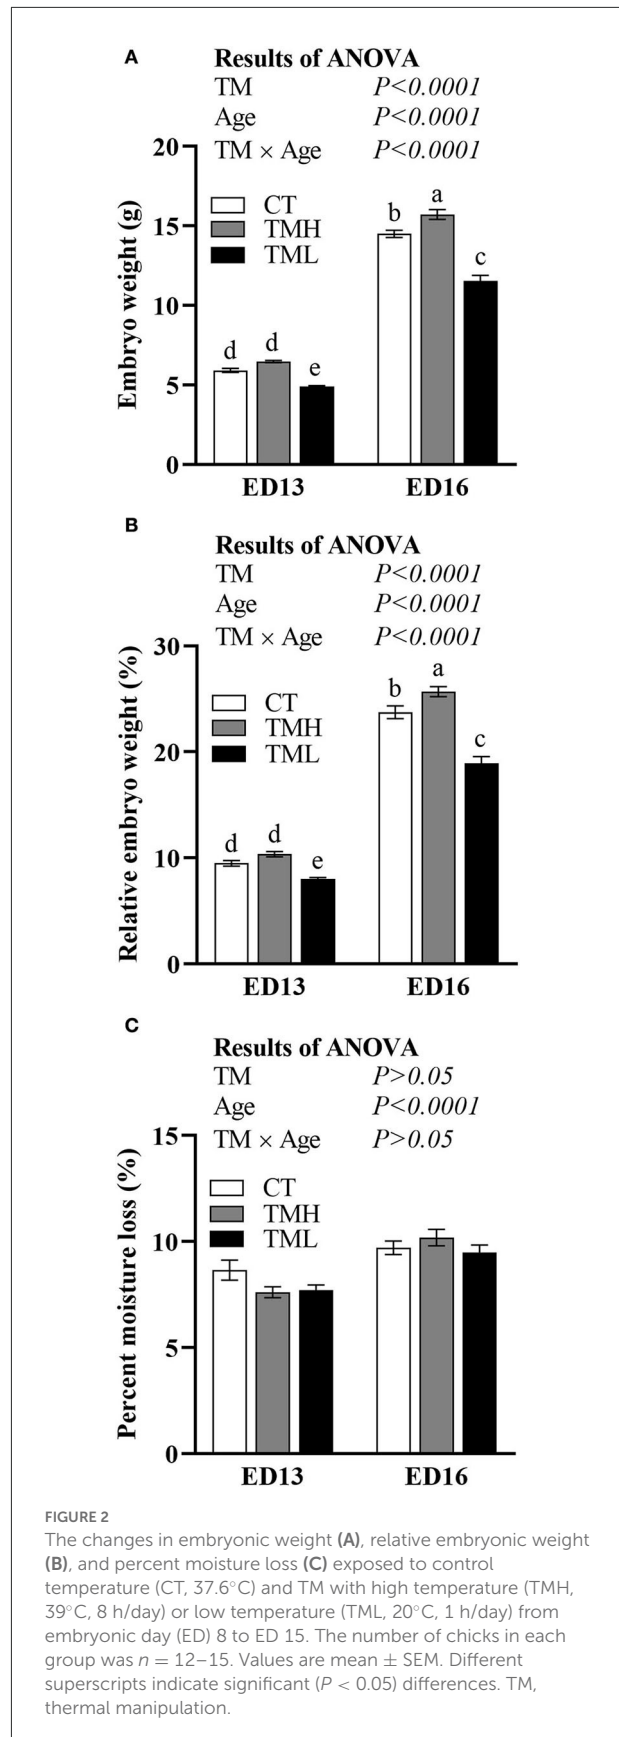 A
Results of ANOVA
TM P<0.0001
Age P<0.0001
TM × Age P<0.0001
20
15
10
5
0
Embryo weight (g)
CT
TMH
TML
d d e
b a c
ED13 ED16
B
Results of ANOVA
TM P<0.0001
Age P<0.0001
TM × Age P<0.0001
30
20
10
0
Relative embryo weight (%)
CT
TMH
TML
d d e
b a c
ED13 ED16
C
Results of ANOVA
TM P>0.05
Age P<0.0001
TM × Age P>0.05
15
10
5
0
Percent moisture loss (%)
CT
TMH
TML
ED13 ED16
FIGURE 2
The changes in embryonic weight (A), relative embryonic weight
(B), and percent moisture loss (C) exposed to control
temperature (CT, 37.6°C) and TM with high temperature (TMH,
39°C, 8 h/day) or low temperature (TML, 20°C, 1 h/day) from
embryonic day (ED) 8 to ED 15. The number of chicks in each
group was n = 12–15. Values are mean ± SEM. Different
superscripts indicate significant (P < 0.05) differences. TM,
thermal manipulation.